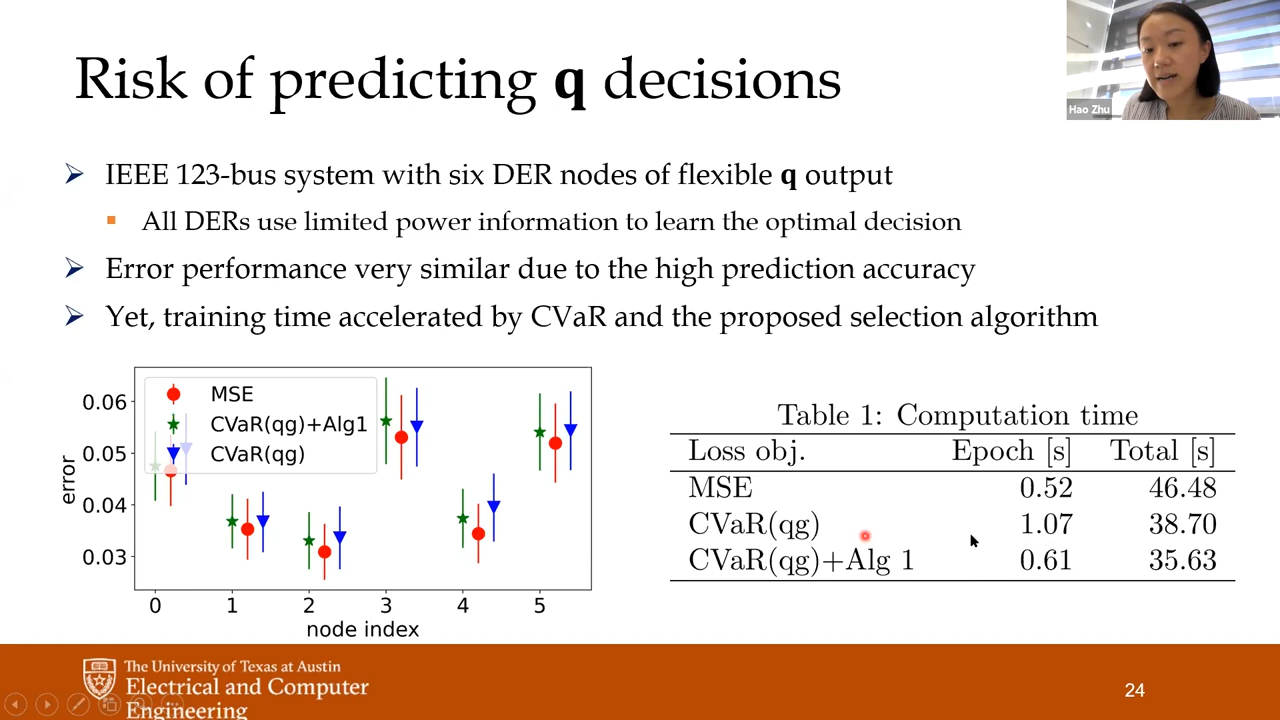 Risk of predicting q decisions
Hao Zhu
➢ IEEE 123-bus system with six DER nodes of flexible q output
▪ All DERs use limited power information to learn the optimal decision
➢ Error performance very similar due to the high prediction accuracy
➢ Yet, training time accelerated by CVaR and the proposed selection algorithm
MSE
CVaR(qg)+Alg1
CVaR(qg)
0.06
0.05
0.04
0.03
error
0 1 2 3 4 5
node index
Table 1: Computation time
Loss obj. Epoch [s] Total [s]
MSE 0.52 46.48
CVaR(qg) 1.07 38.70
CVaR(qg)+Alg 1 0.61 35.63
The University of Texas at Austin
Electrical and Computer
Engineering
24